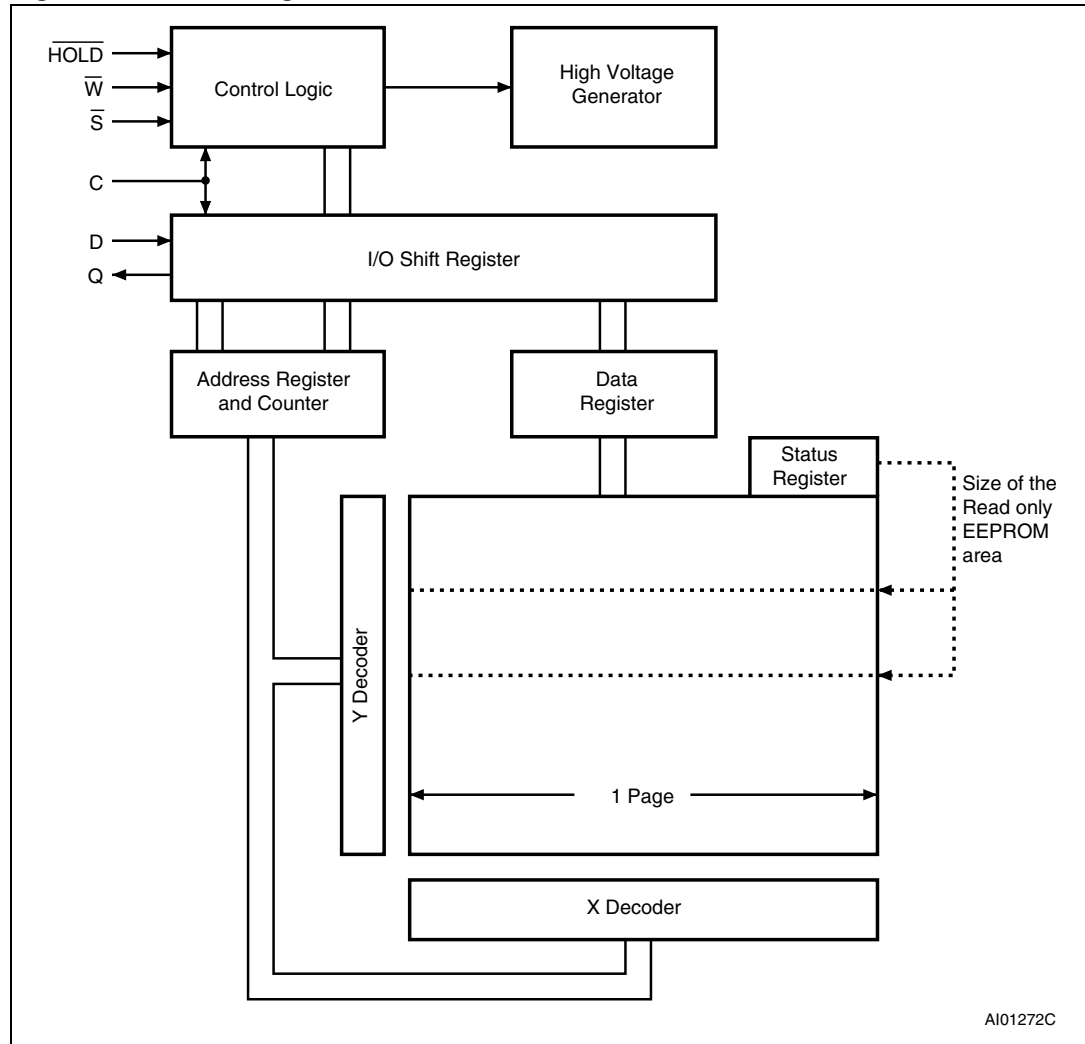 H̅O̅L̅D̅
W̅
S̅
C
D
Q
Control Logic
High Voltage
Generator
I/O Shift Register
Address Register
and Counter
Data
Register
Status
Register
Size of the
Read only
EEPROM
area
Y Decoder
1 Page
X Decoder
AI01272C